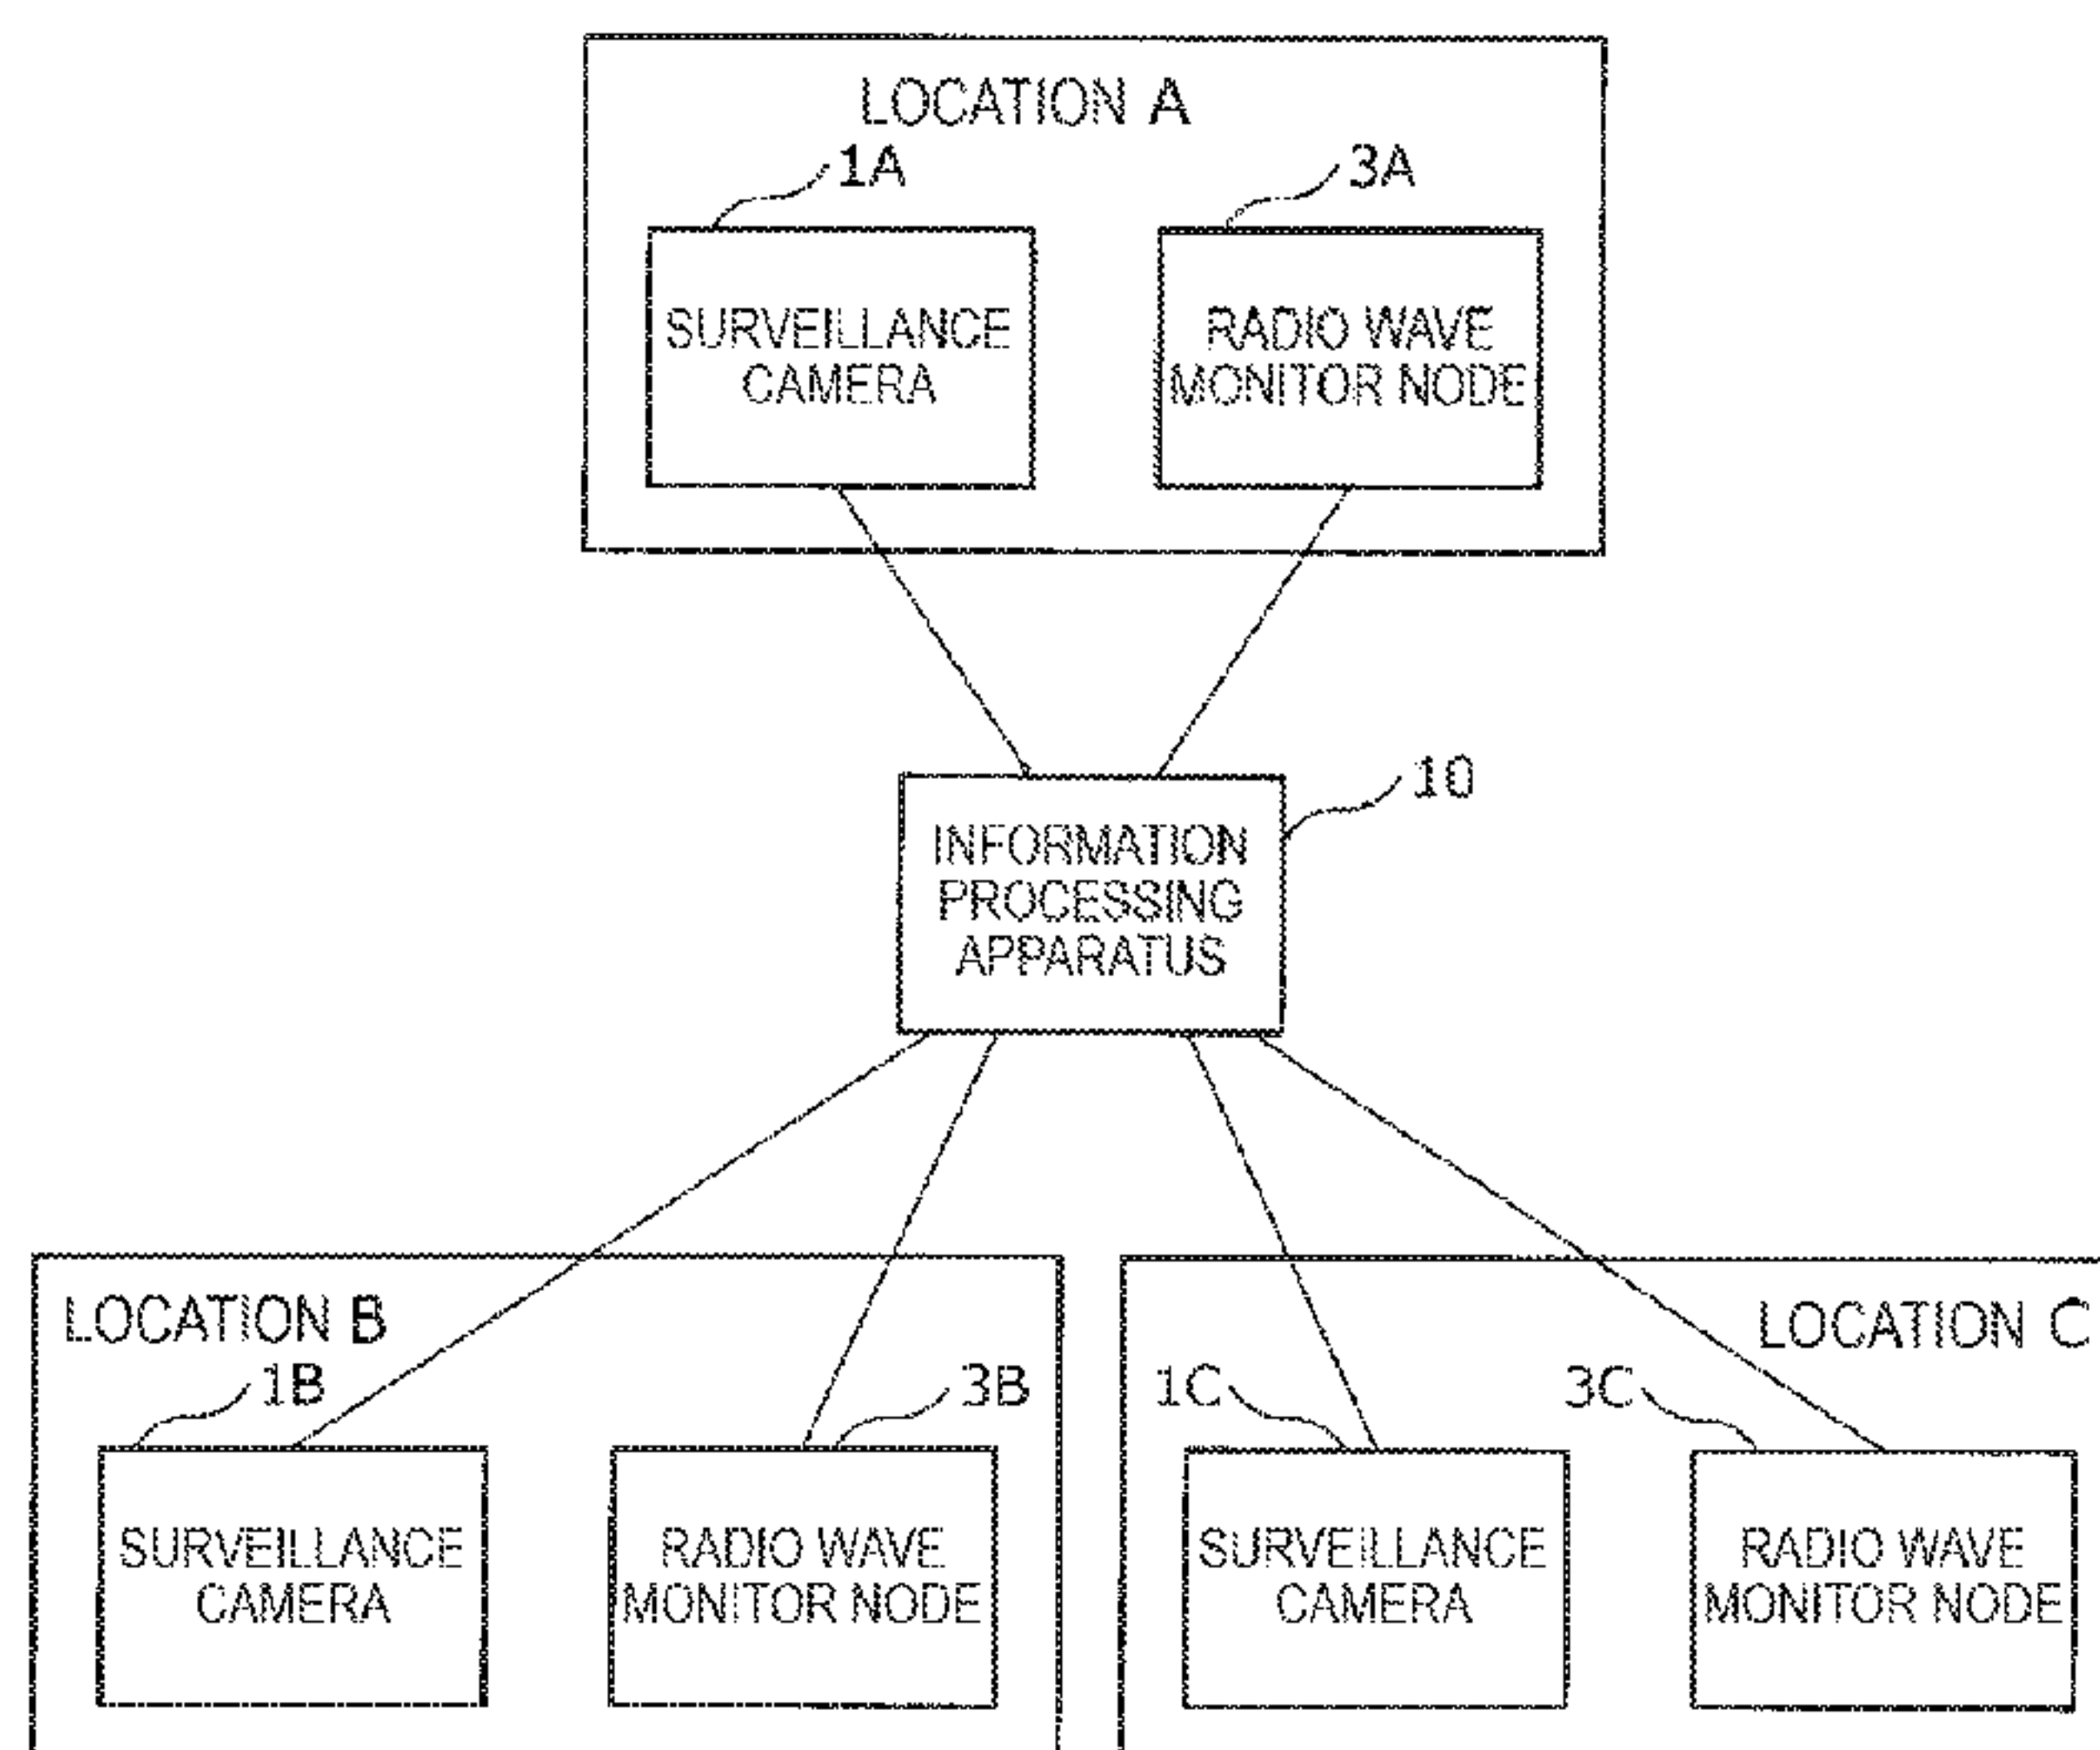 LOCATION A
1A
3A
SURVEILLANCE
CAMERA
RADIO WAVE
MONITOR NODE
10
INFORMATION
PROCESSING
APPARATUS
LOCATION B
1B
3B
SURVEILLANCE
CAMERA
RADIO WAVE
MONITOR NODE
LOCATION C
1C
3C
SURVEILLANCE
CAMERA
RADIO WAVE
MONITOR NODE